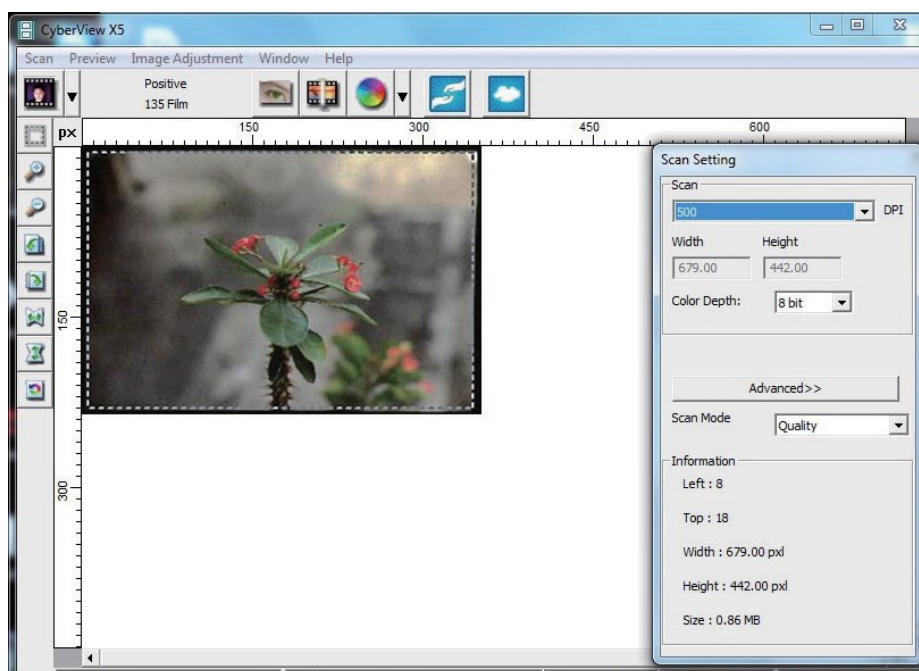 CyberView X5
Scan Preview Image Adjustment Window Help
Positive
135 Film
px
150 300 450 600
150
300
Scan Setting
Scan
500 DPI
Width Height
679.00 442.00
Color Depth: 8 bit
Advanced>>
Scan Mode Quality
Information
Left : 8
Top : 18
Width : 679.00 pxl
Height : 442.00 pxl
Size : 0.86 MB